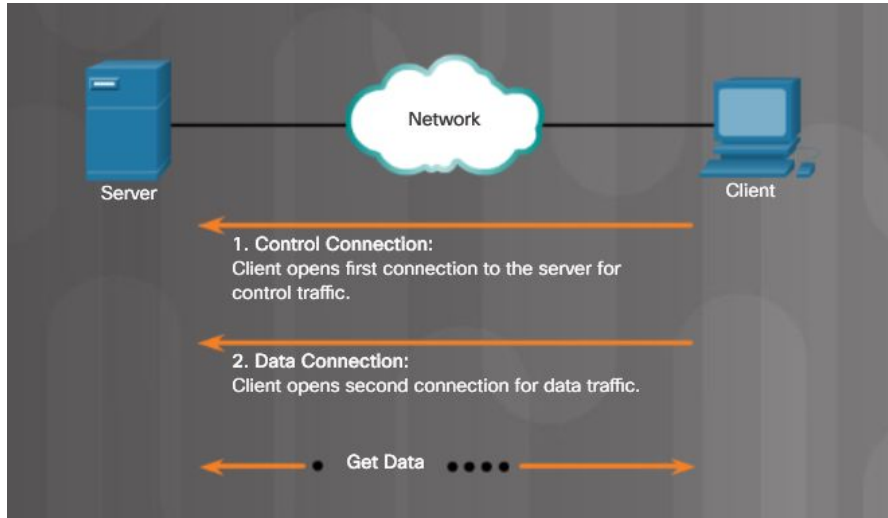 Network
Server
Client
1. Control Connection:
Client opens first connection to the server for
control traffic.
2. Data Connection:
Client opens second connection for data traffic.
Get Data